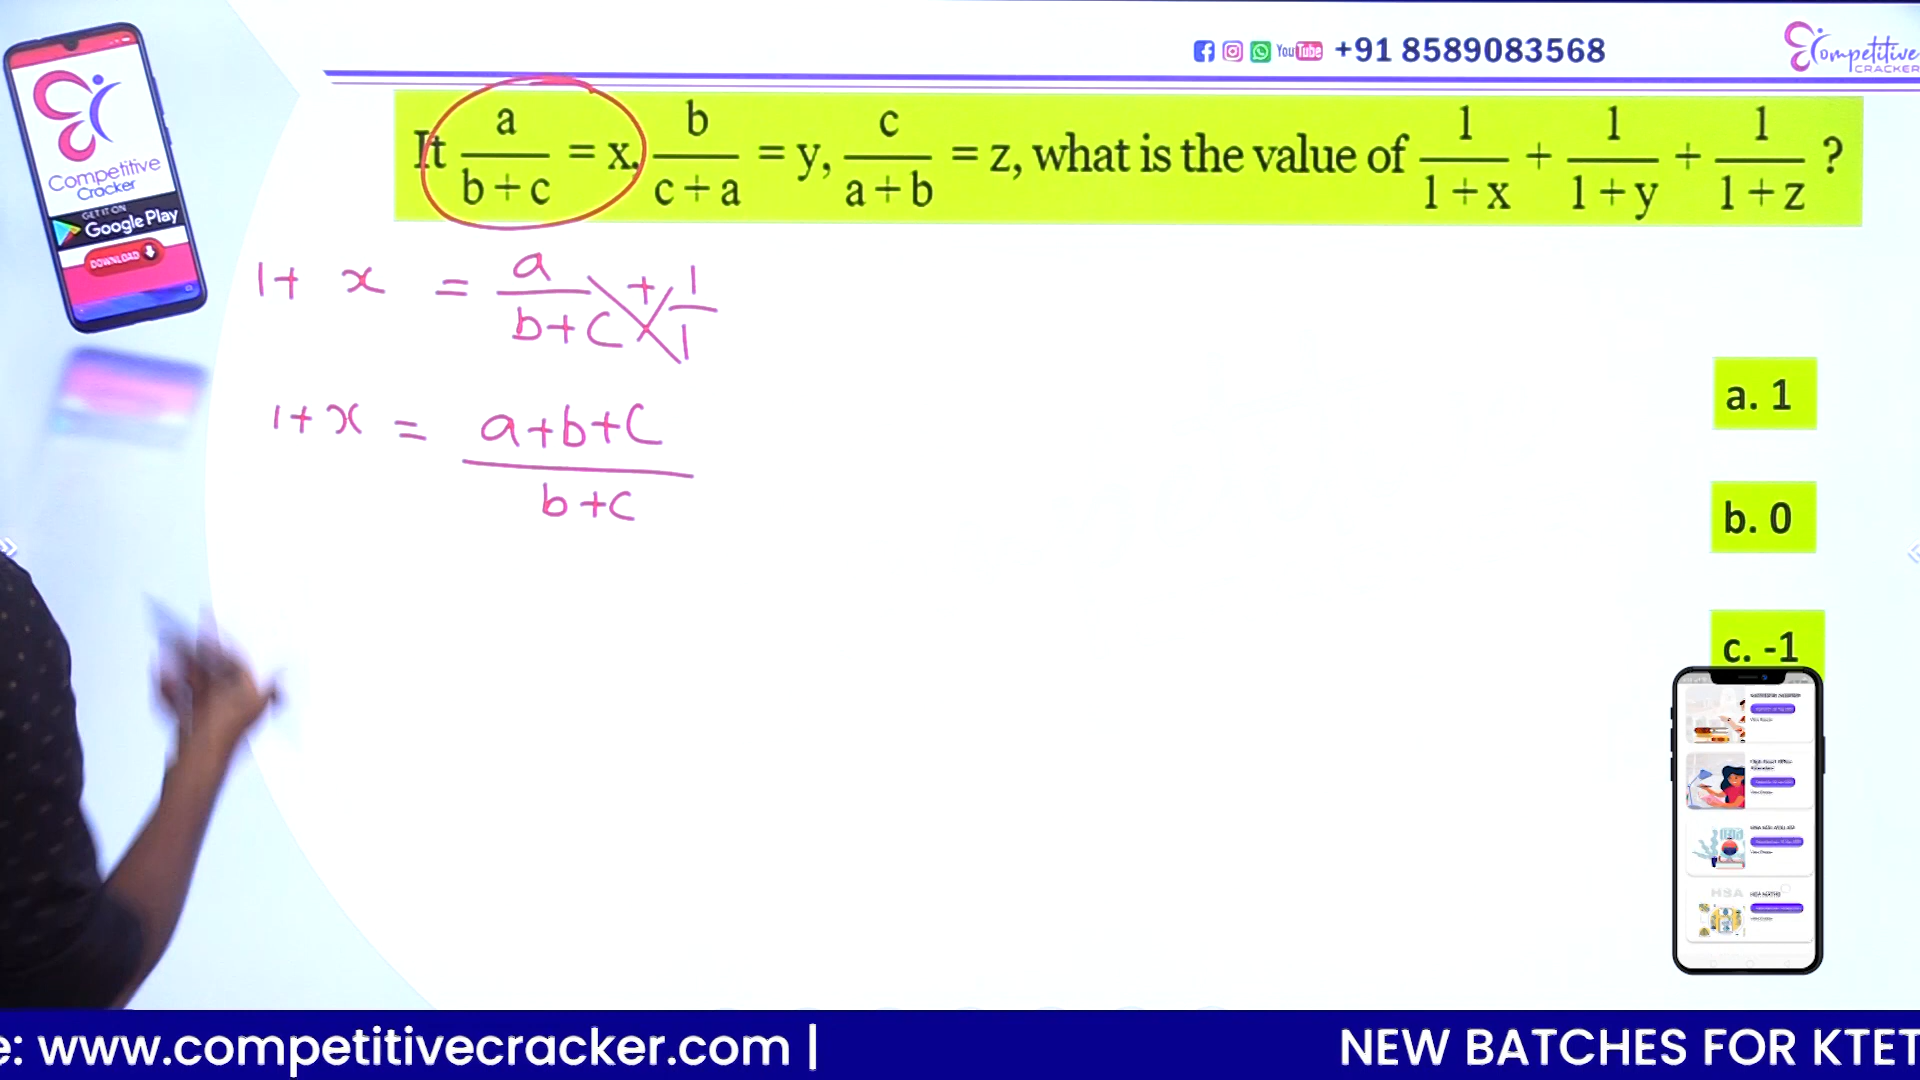 +91 8589083568
Competitive CRACKER
Competitive
Cracker
GET IT ON
Google Play
DOWNLOAD
It a/(b+c) = x, b/(c+a) = y, c/(a+b) = z, what is the value of 1/(1+x) + 1/(1+y) + 1/(1+z) ?
1+ x = a/(b+c) + 1/1
1+x = (a+b+c)/(b+c)
a. 1
b. 0
c. -1
e: www.competitivecracker.com |
NEW BATCHES FOR KTET